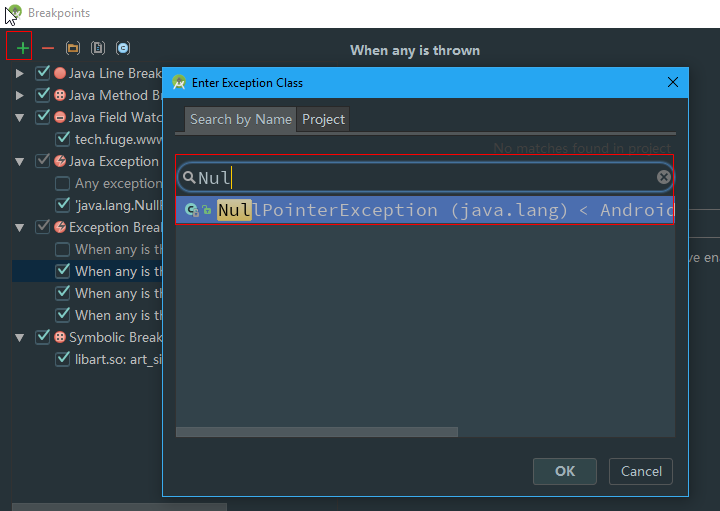 Breakpoints
When any is thrown
Java Line Break
Java Method Br
Java Field Watc
tech.fuge.www
Java Exception
Any exception
'java.lang.NullP
Exception Break
When any is th
When any is th
When any is th
When any is th
Symbolic Break
libart.so: art_si
Enter Exception Class
Search by Name
Project
No matches found in project
Nul
NullPointerException (java.lang) < Android
ve ena
OK
Cancel